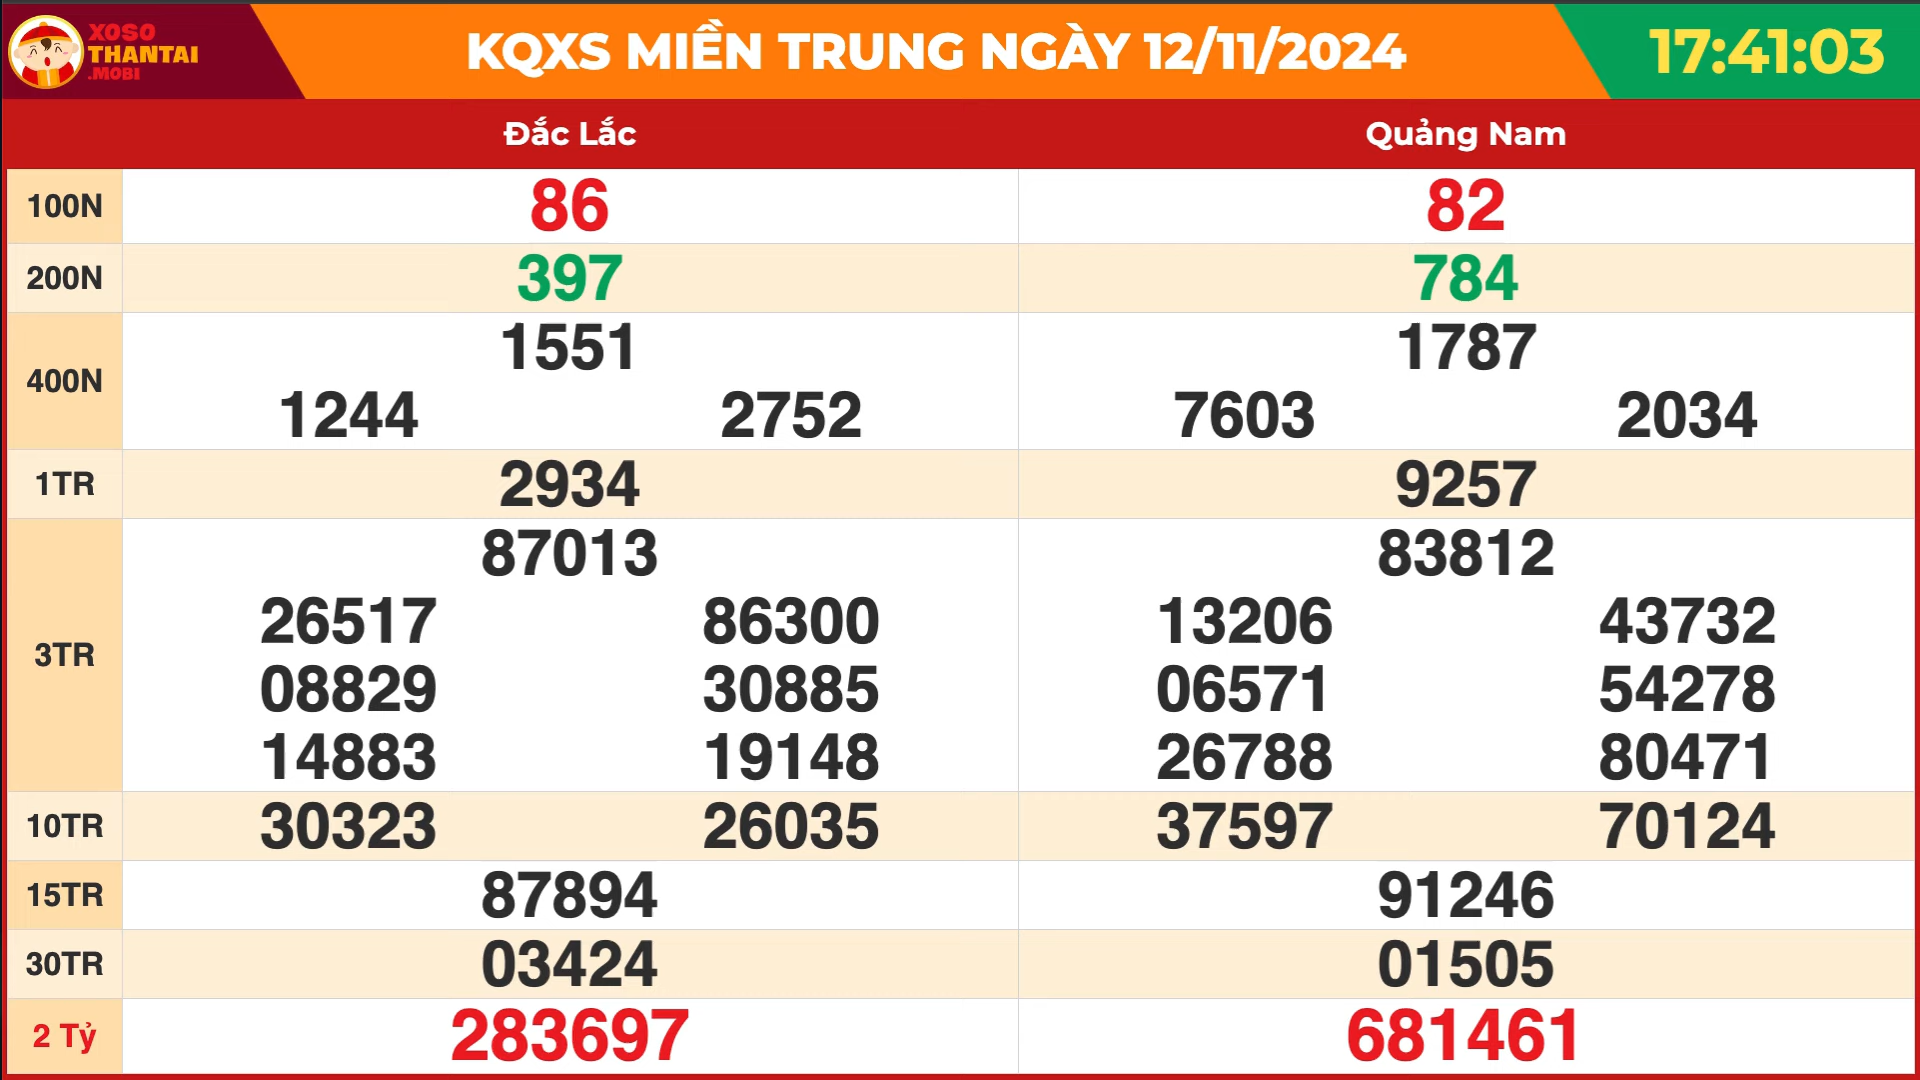 XOSO
THANTAI
.MOBI
KQXS MIỀN TRUNG NGÀY 12/11/2024
17:41:03
Đắc Lắc Quảng Nam
100N 86 82
200N 397 784
400N
1551 1787
1244 2752 7603 2034
1TR 2934 9257
3TR
87013 83812
26517 86300 13206 43732
08829 30885 06571 54278
14883 19148 26788 80471
10TR 30323 26035 37597 70124
15TR 87894 91246
30TR 03424 01505
2 Tỷ 283697 681461